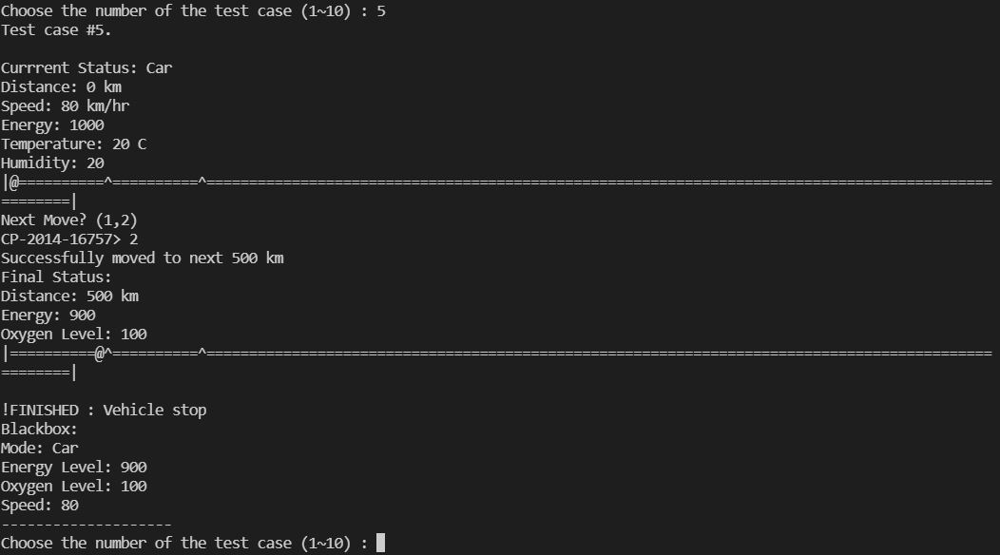 Choose the number of the test case (1~10) : 5
Test case #5.
Currrent Status: Car
Distance: 0 km
Speed: 80 km/hr
Energy: 1000
Temperature: 20 C
Humidity: 20
|@==========^==========^============================================================================================
========|
Next Move? (1,2)
CP-2014-16757> 2
Successfully moved to next 500 km
Final Status:
Distance: 500 km
Energy: 900
Oxygen Level: 100
|==========@^==========^============================================================================================
========|
!FINISHED : Vehicle stop
Blackbox:
Mode: Car
Energy Level: 900
Oxygen Level: 100
Speed: 80
--------------------
Choose the number of the test case (1~10) :